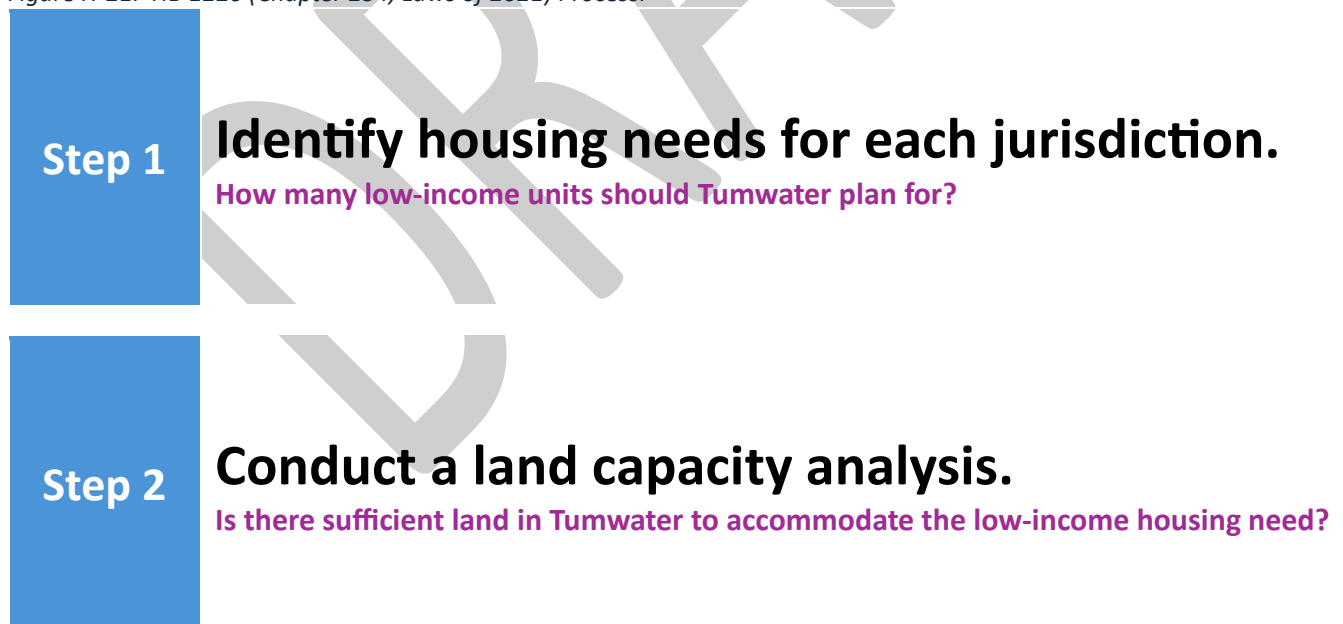 Step 1
Identify housing needs for each jurisdiction.
How many low-income units should Tumwater plan for?
Step 2
Conduct a land capacity analysis.
Is there sufficient land in Tumwater to accommodate the low-income housing need?